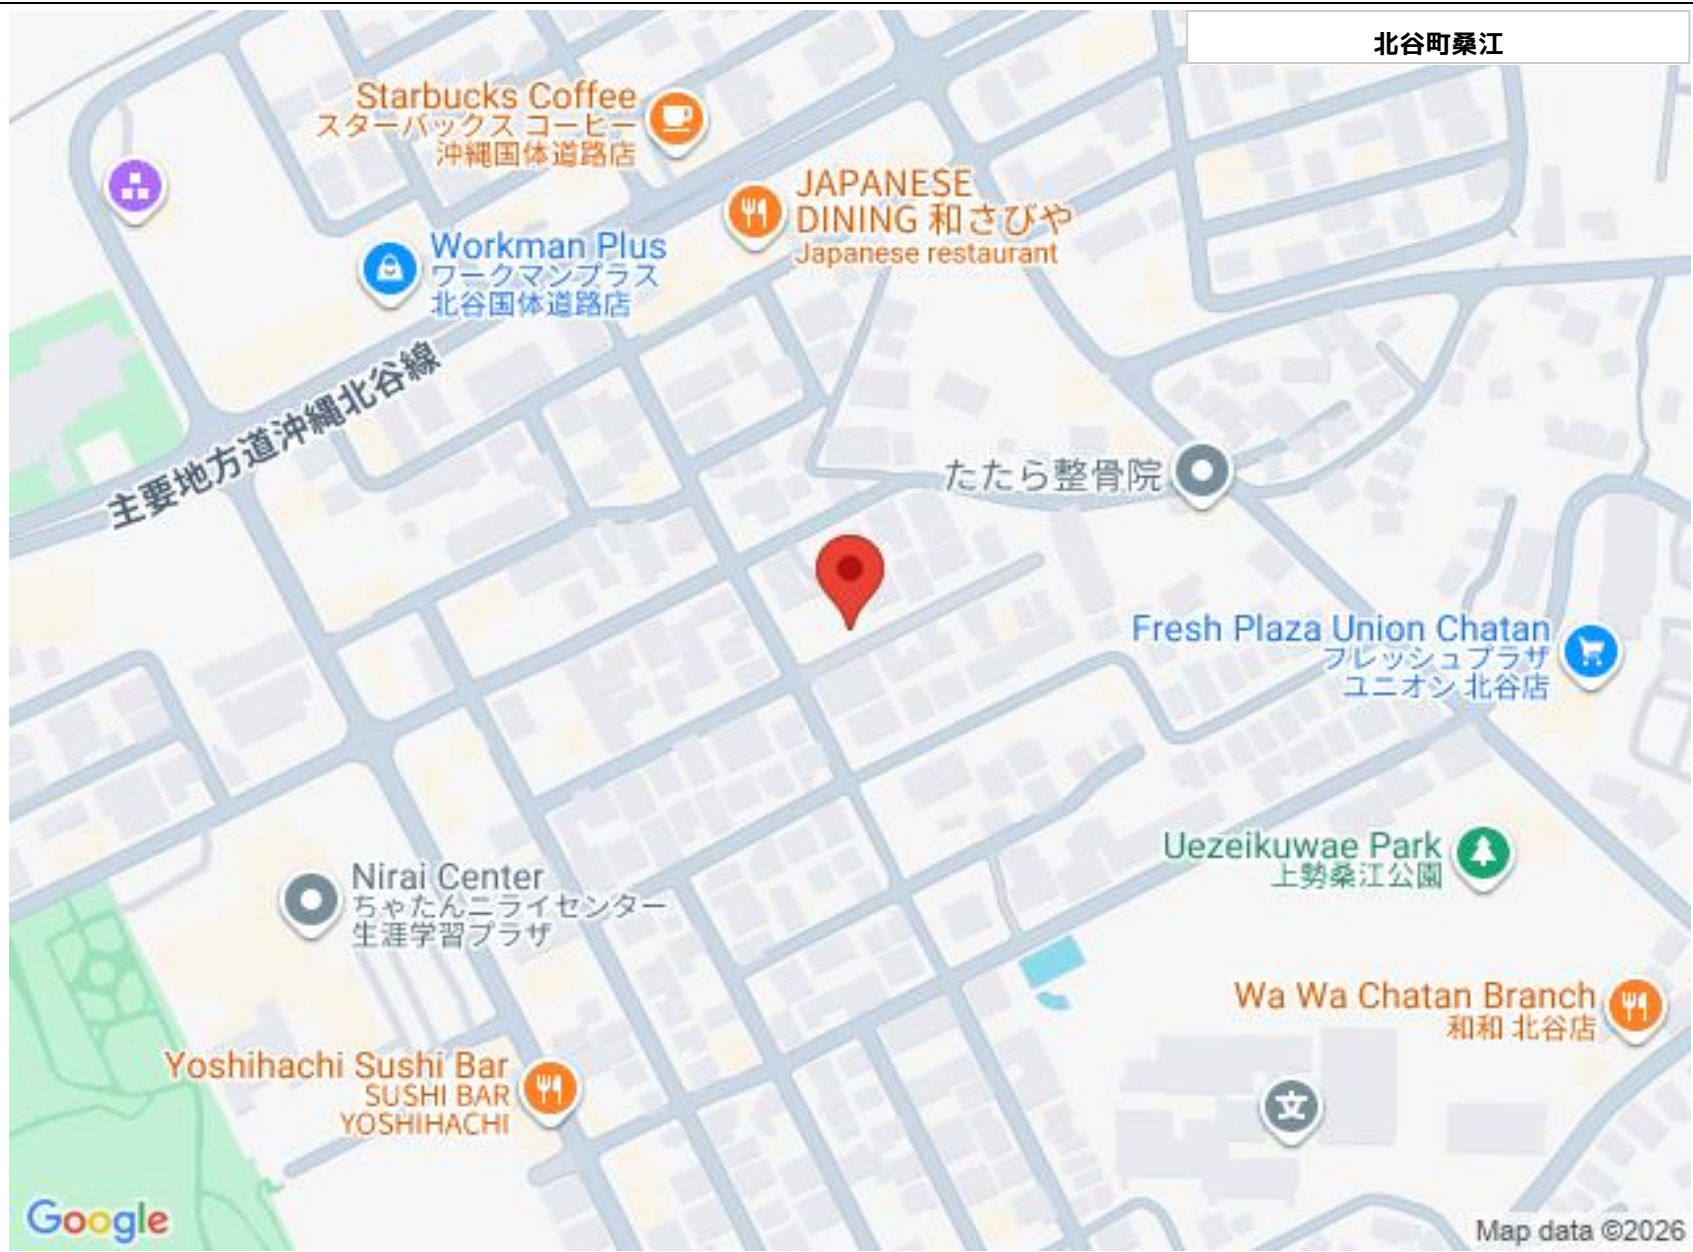 北谷町桑江
Starbucks Coffee
スターバックス コーヒー
沖縄国体道路店
JAPANESE
DINING 和さびや
Japanese restaurant
Workman Plus
ワークマンプラス
北谷国体道路店
主要地方道沖縄北谷線
たたら整骨院
Fresh Plaza Union Chatan
フレッシュプラザ
ユニオン 北谷店
Uezeikuwae Park
上勢桑江公園
Nirai Center
ちゃたんニライセンター
生涯学習プラザ
Wa Wa Chatan Branch
和和 北谷店
Yoshihachi Sushi Bar
SUSHI BAR
YOSHIHACHI
文
Google
Map data ©2026